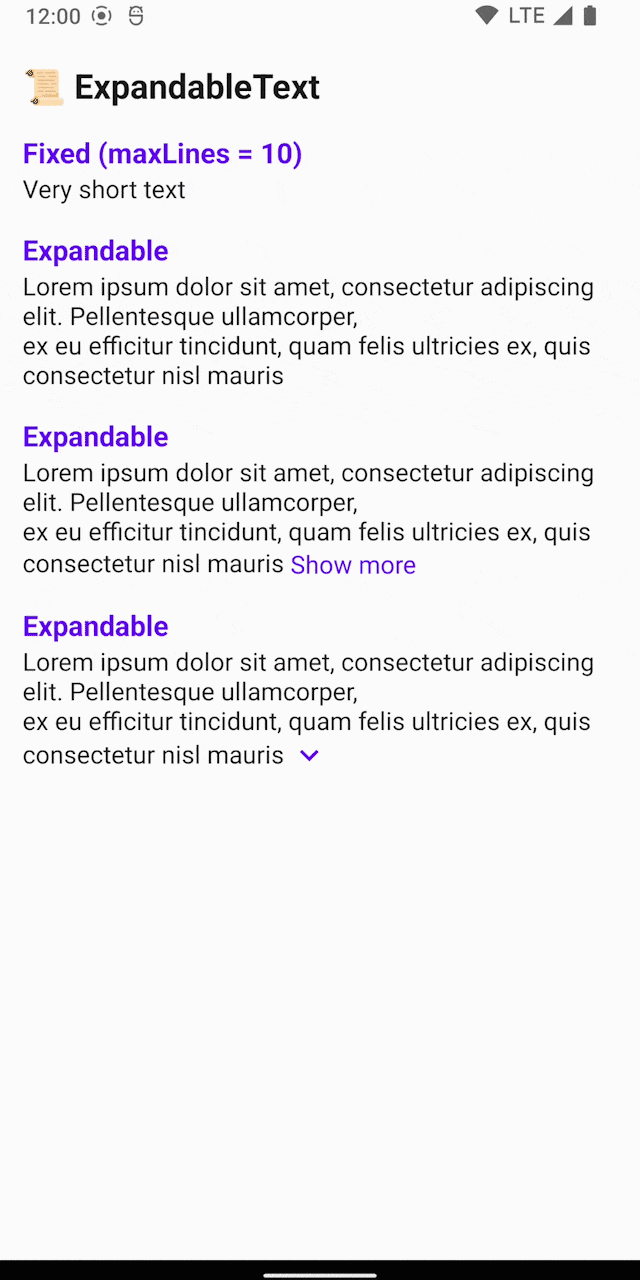 12:00 LTE
📜 ExpandableText
Fixed (maxLines = 10)
Very short text
Expandable
Lorem ipsum dolor sit amet, consectetur adipiscing
elit. Pellentesque ullamcorper,
ex eu efficitur tincidunt, quam felis ultricies ex, quis
consectetur nisl mauris
Expandable
Lorem ipsum dolor sit amet, consectetur adipiscing
elit. Pellentesque ullamcorper,
ex eu efficitur tincidunt, quam felis ultricies ex, quis
consectetur nisl mauris Show more
Expandable
Lorem ipsum dolor sit amet, consectetur adipiscing
elit. Pellentesque ullamcorper,
ex eu efficitur tincidunt, quam felis ultricies ex, quis
consectetur nisl mauris